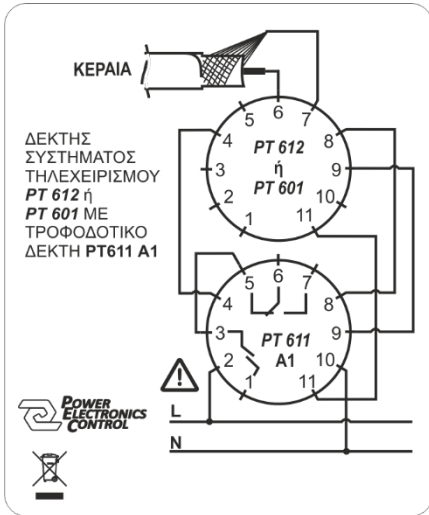 ΚΕΡΑΙΑ
5 6 7
4 8
3 9
2 10
1 11
PT 612
ή
PT 601
ΔΕΚΤΗΣ
ΣΥΣΤΗΜΑΤΟΣ
ΤΗΛΕΧΕΙΡΙΣΜΟΥ
PT 612 ή
PT 601 ΜΕ
ΤΡΟΦΟΔΟΤΙΚΟ
ΔΕΚΤΗ PT611 A1
5 6 7
4 8
3 9
2 10
1 11
PT 611
A1
POWER
ELECTRONICS
CONTROL
L
N